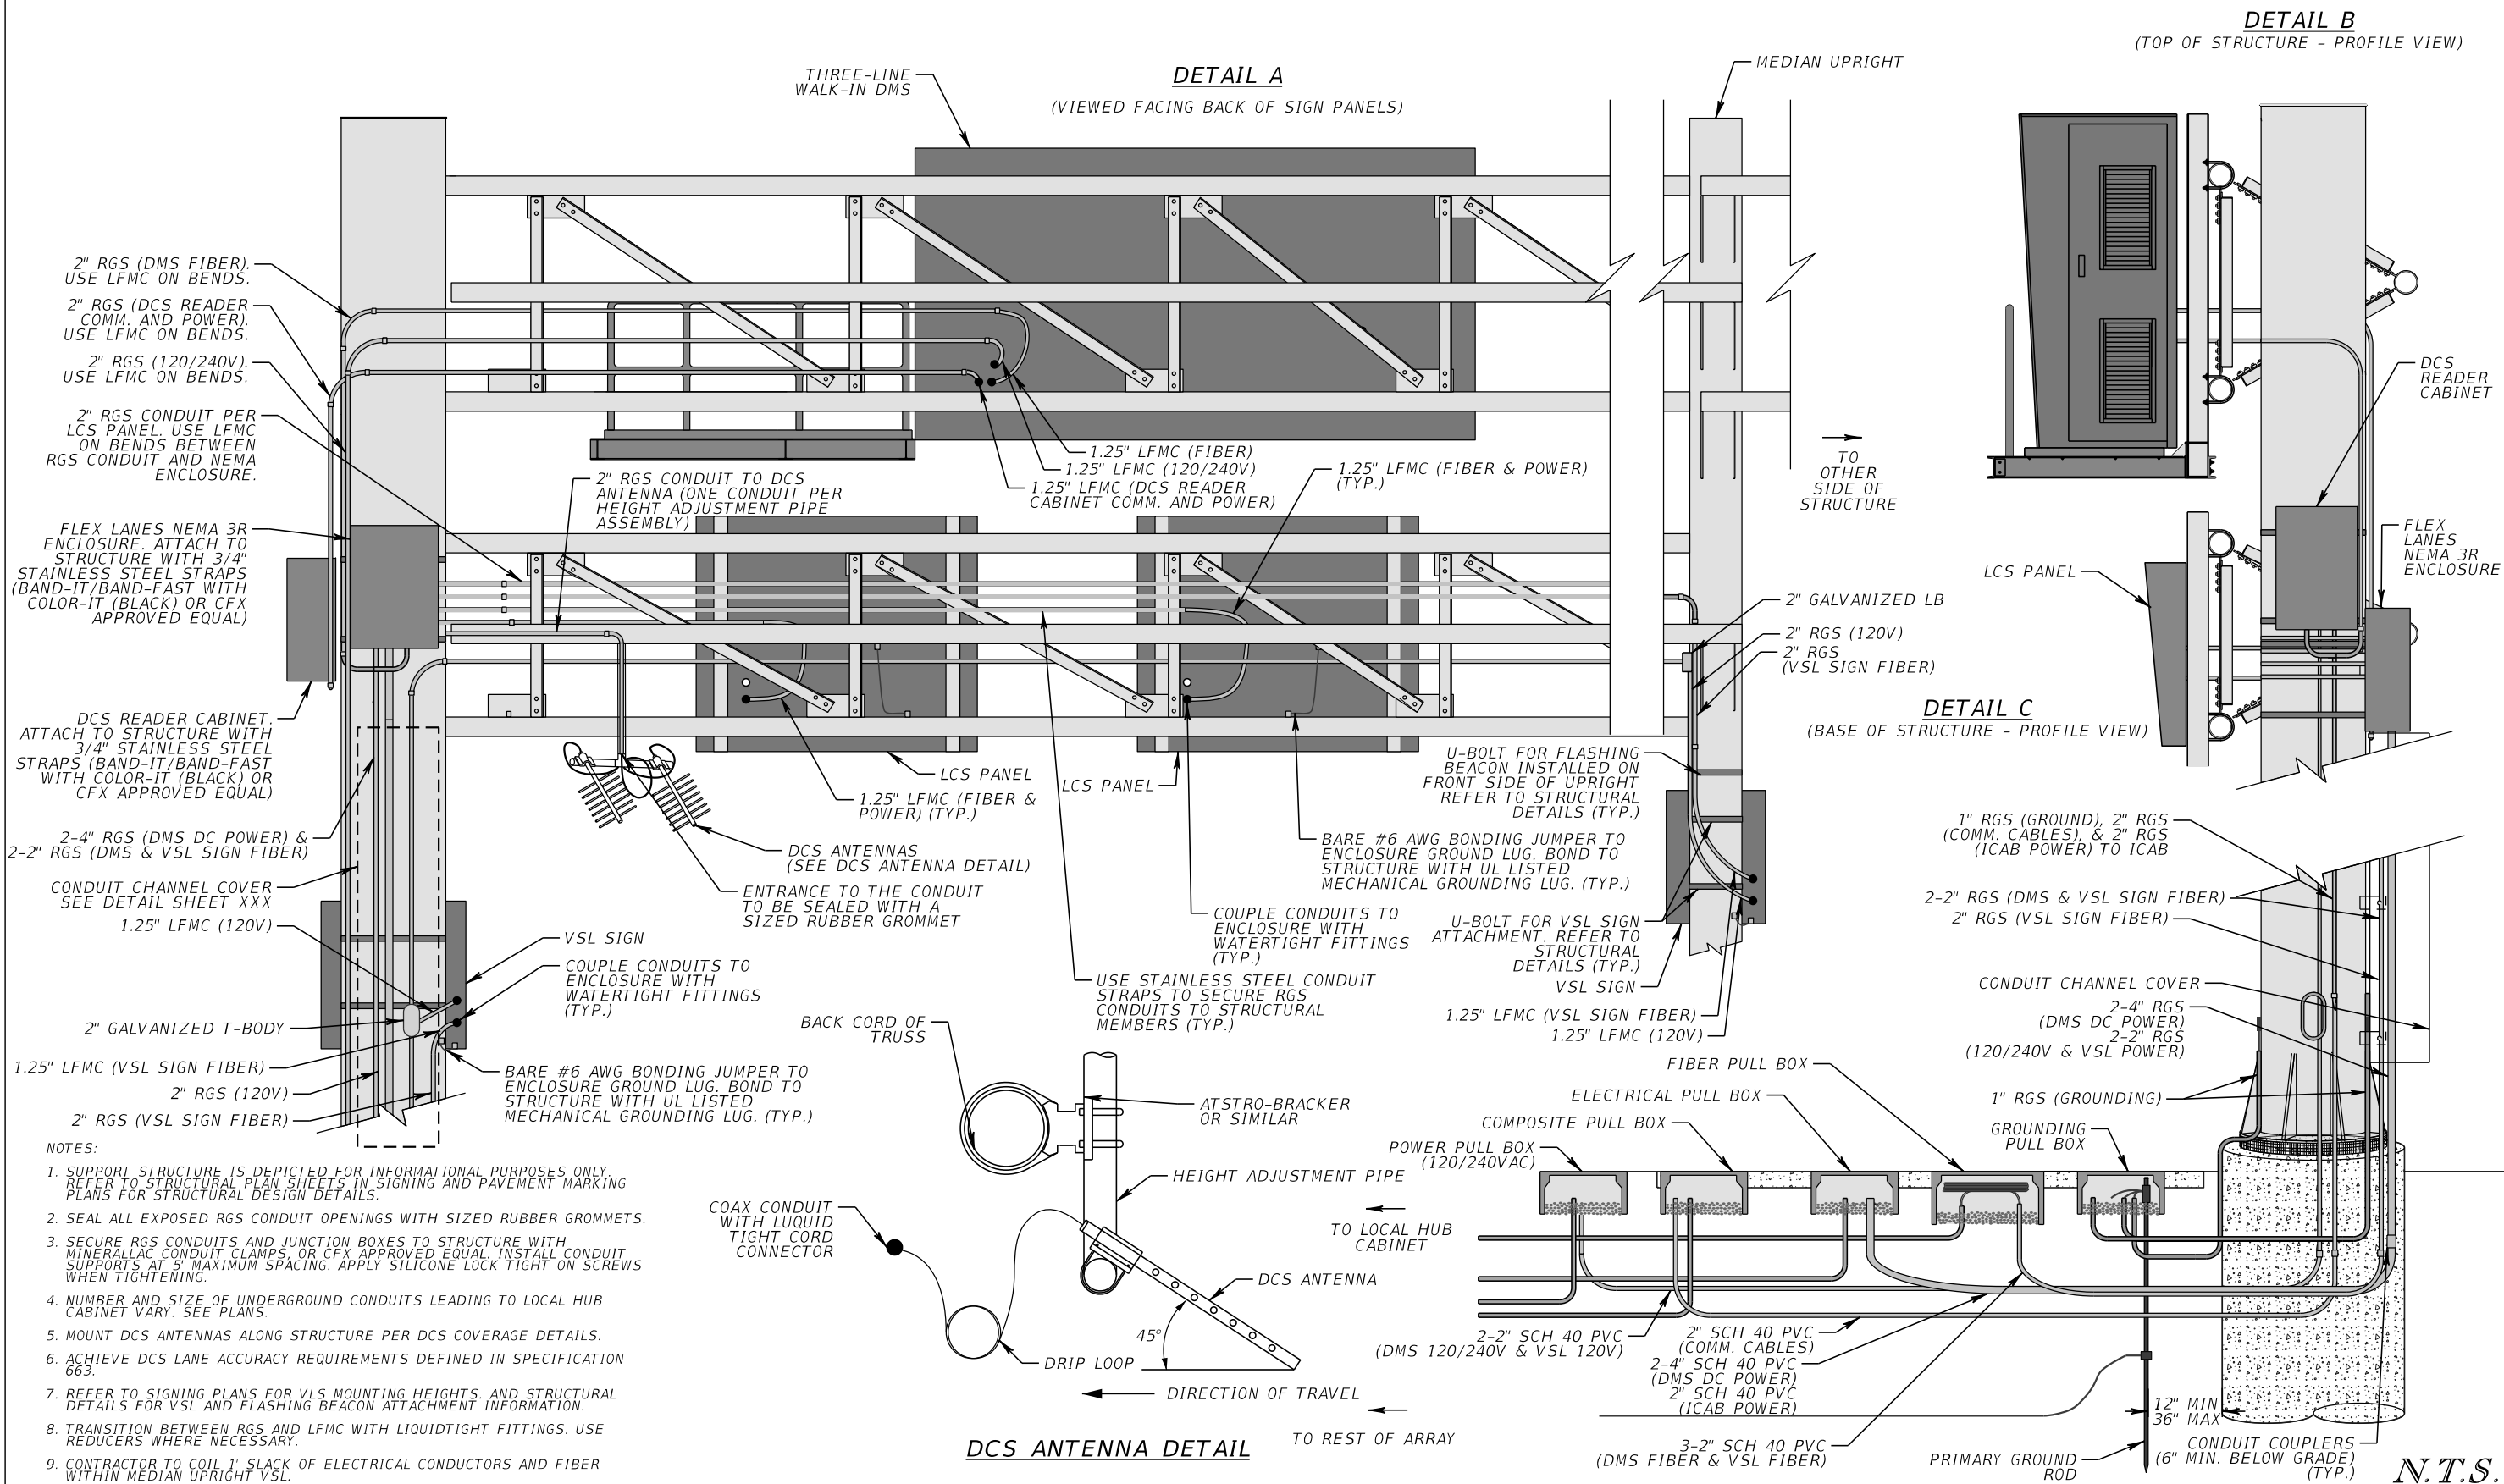 DETAIL B
(TOP OF STRUCTURE - PROFILE VIEW)
DETAIL A
(VIEWED FACING BACK OF SIGN PANELS)
THREE-LINE
WALK-IN DMS
MEDIAN UPRIGHT
2" RGS (DMS FIBER).
USE LFMC ON BENDS.
2" RGS (DCS READER
COMM. AND POWER).
USE LFMC ON BENDS.
2" RGS (120/240V).
USE LFMC ON BENDS.
2" RGS CONDUIT PER
LCS PANEL. USE LFMC
ON BENDS BETWEEN
RGS CONDUIT AND NEMA
ENCLOSURE.
FLEX LANES NEMA 3R
ENCLOSURE. ATTACH TO
STRUCTURE WITH 3/4"
STAINLESS STEEL STRAPS
(BAND-IT/BAND-FAST WITH
COLOR-IT (BLACK) OR CFX
APPROVED EQUAL)
DCS READER CABINET.
ATTACH TO STRUCTURE WITH
3/4" STAINLESS STEEL
STRAPS (BAND-IT/BAND-FAST
WITH COLOR-IT (BLACK) OR
CFX APPROVED EQUAL)
2-4" RGS (DMS DC POWER) &
2-2" RGS (DMS & VSL SIGN FIBER)
CONDUIT CHANNEL COVER
SEE DETAIL SHEET XXX
1.25" LFMC (120V)
2" GALVANIZED T-BODY
1.25" LFMC (VSL SIGN FIBER)
2" RGS (120V)
2" RGS (VSL SIGN FIBER)
1.25" LFMC (FIBER)
1.25" LFMC (120/240V)
1.25" LFMC (DCS READER
CABINET COMM. AND POWER)
1.25" LFMC (FIBER & POWER)
(TYP.)
2" RGS CONDUIT TO DCS
ANTENNA (ONE CONDUIT PER
HEIGHT ADJUSTMENT PIPE
ASSEMBLY)
TO
OTHER
SIDE OF
STRUCTURE
DCS
READER
CABINET
FLEX
LANES
NEMA 3R
ENCLOSURE
LCS PANEL
2" GALVANIZED LB
2" RGS (120V)
2" RGS
(VSL SIGN FIBER)
DETAIL C
(BASE OF STRUCTURE - PROFILE VIEW)
LCS PANEL
1.25" LFMC (FIBER &
POWER) (TYP.)
LCS PANEL
DCS ANTENNAS
(SEE DCS ANTENNA DETAIL)
ENTRANCE TO THE CONDUIT
TO BE SEALED WITH A
SIZED RUBBER GROMMET
VSL SIGN
COUPLE CONDUITS TO
ENCLOSURE WITH
WATERTIGHT FITTINGS
(TYP.)
BARE #6 AWG BONDING JUMPER TO
ENCLOSURE GROUND LUG. BOND TO
STRUCTURE WITH UL LISTED
MECHANICAL GROUNDING LUG. (TYP.)
U-BOLT FOR FLASHING
BEACON INSTALLED ON
FRONT SIDE OF UPRIGHT
REFER TO STRUCTURAL
DETAILS (TYP.)
BARE #6 AWG BONDING JUMPER TO
ENCLOSURE GROUND LUG. BOND TO
STRUCTURE WITH UL LISTED
MECHANICAL GROUNDING LUG. (TYP.)
COUPLE CONDUITS TO
ENCLOSURE WITH
WATERTIGHT FITTINGS
(TYP.)
U-BOLT FOR VSL SIGN
ATTACHMENT. REFER TO
STRUCTURAL
DETAILS (TYP.)
USE STAINLESS STEEL CONDUIT
STRAPS TO SECURE RGS
CONDUITS TO STRUCTURAL
MEMBERS (TYP.)
VSL SIGN
1.25" LFMC (VSL SIGN FIBER)
1.25" LFMC (120V)
1" RGS (GROUND), 2" RGS
(COMM. CABLES), & 2" RGS
(ICAB POWER) TO ICAB
2-2" RGS (DMS & VSL SIGN FIBER)
2" RGS (VSL SIGN FIBER)
CONDUIT CHANNEL COVER
2-4" RGS
(DMS DC POWER)
2-2" RGS
(120/240V & VSL POWER)
1" RGS (GROUNDING)
GROUNDING
PULL BOX
FIBER PULL BOX
ELECTRICAL PULL BOX
COMPOSITE PULL BOX
POWER PULL BOX
(120/240VAC)
TO LOCAL HUB
CABINET
2-2" SCH 40 PVC
(DMS 120/240V & VSL 120V)
2" SCH 40 PVC
(COMM. CABLES)
2-4" SCH 40 PVC
(DMS DC POWER)
2" SCH 40 PVC
(ICAB POWER)
3-2" SCH 40 PVC
(DMS FIBER & VSL FIBER)
TO REST OF ARRAY
12" MIN
36" MAX
PRIMARY GROUND
ROD
CONDUIT COUPLERS
(6" MIN. BELOW GRADE)
(TYP.)
BACK CORD OF
TRUSS
ATSTRO-BRACKER
OR SIMILAR
HEIGHT ADJUSTMENT PIPE
COAX CONDUIT
WITH LUQUID
TIGHT CORD
CONNECTOR
DCS ANTENNA
45°
DRIP LOOP
DIRECTION OF TRAVEL
DCS ANTENNA DETAIL
NOTES:
1. SUPPORT STRUCTURE IS DEPICTED FOR INFORMATIONAL PURPOSES ONLY.
REFER TO STRUCTURAL PLAN SHEETS IN SIGNING AND PAVEMENT MARKING
PLANS FOR STRUCTURAL DESIGN DETAILS.
2. SEAL ALL EXPOSED RGS CONDUIT OPENINGS WITH SIZED RUBBER GROMMETS.
3. SECURE RGS CONDUITS AND JUNCTION BOXES TO STRUCTURE WITH
MINERALLAC CONDUIT CLAMPS, OR CFX APPROVED EQUAL. INSTALL CONDUIT
SUPPORTS AT 5' MAXIMUM SPACING. APPLY SILICONE LOCK TIGHT ON SCREWS
WHEN TIGHTENING.
4. NUMBER AND SIZE OF UNDERGROUND CONDUITS LEADING TO LOCAL HUB
CABINET VARY. SEE PLANS.
5. MOUNT DCS ANTENNAS ALONG STRUCTURE PER DCS COVERAGE DETAILS.
6. ACHIEVE DCS LANE ACCURACY REQUIREMENTS DEFINED IN SPECIFICATION
663.
7. REFER TO SIGNING PLANS FOR VLS MOUNTING HEIGHTS. AND STRUCTURAL
DETAILS FOR VSL AND FLASHING BEACON ATTACHMENT INFORMATION.
8. TRANSITION BETWEEN RGS AND LFMC WITH LIQUIDTIGHT FITTINGS. USE
REDUCERS WHERE NECESSARY.
9. CONTRACTOR TO COIL 1' SLACK OF ELECTRICAL CONDUCTORS AND FIBER
WITHIN MEDIAN UPRIGHT VSL.
N.T.S.